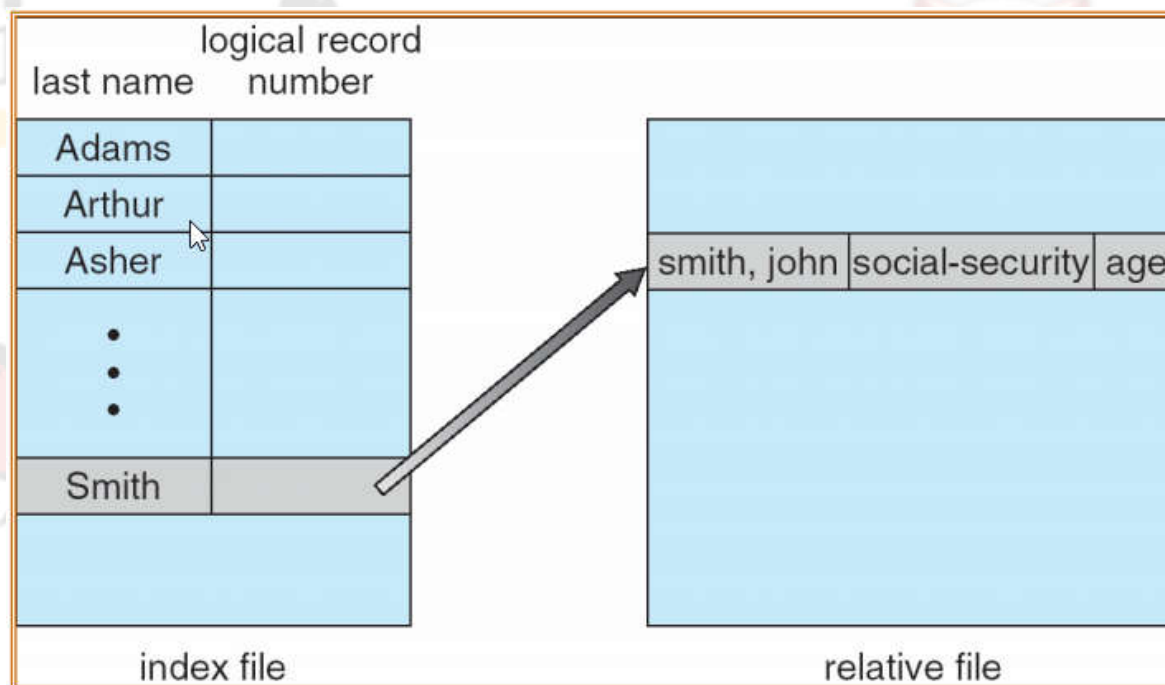 logical record
last name number
Adams
Arthur
Asher
Smith
smith, john social-security age
index file
relative file